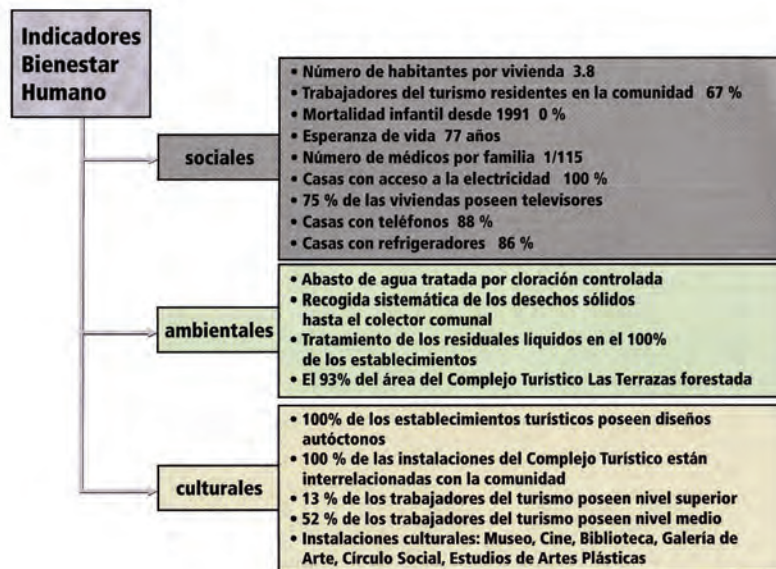 Indicadores
Bienestar
Humano
sociales
• Número de habitantes por vivienda 3.8
• Trabajadores del turismo residentes en la comunidad 67 %
• Mortalidad infantil desde 1991 0 %
• Esperanza de vida 77 años
• Número de médicos por familia 1/115
• Casas con acceso a la electricidad 100 %
• 75 % de las viviendas poseen televisores
• Casas con teléfonos 88 %
• Casas con refrigeradores 86 %
ambientales
• Abasto de agua tratada por cloración controlada
• Recogida sistemática de los desechos sólidos
hasta el colector comunal
• Tratamiento de los residuales líquidos en el 100%
de los establecimientos
• El 93% del área del Complejo Turístico Las Terrazas forestada
culturales
• 100% de los establecimientos turísticos poseen diseños
autóctonos
• 100 % de las instalaciones del Complejo Turístico están
interrelacionadas con la comunidad
• 13 % de los trabajadores del turismo poseen nivel superior
• 52 % de los trabajadores del turismo poseen nivel medio
• Instalaciones culturales: Museo, Cine, Biblioteca, Galería de
Arte, Círculo Social, Estudios de Artes Plásticas